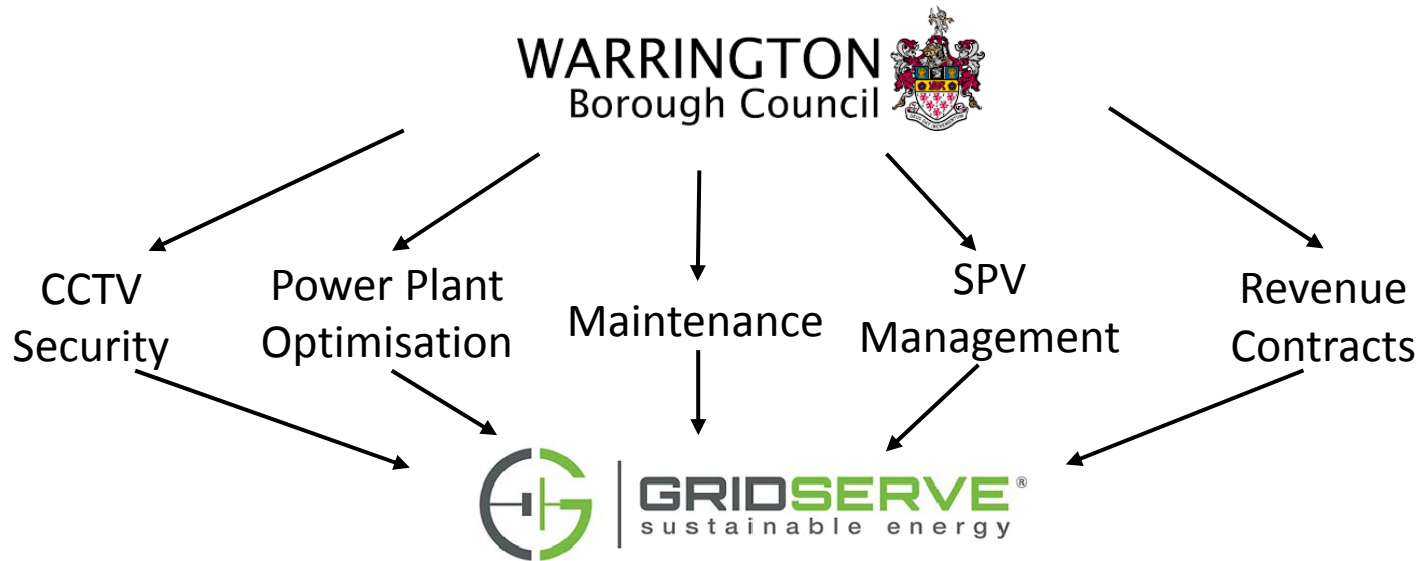 WARRINGTON
Borough Council
CCTV
Security
Power Plant
Optimisation
Maintenance
SPV
Management
Revenue
Contracts
GRIDSERVE®
sustainable energy